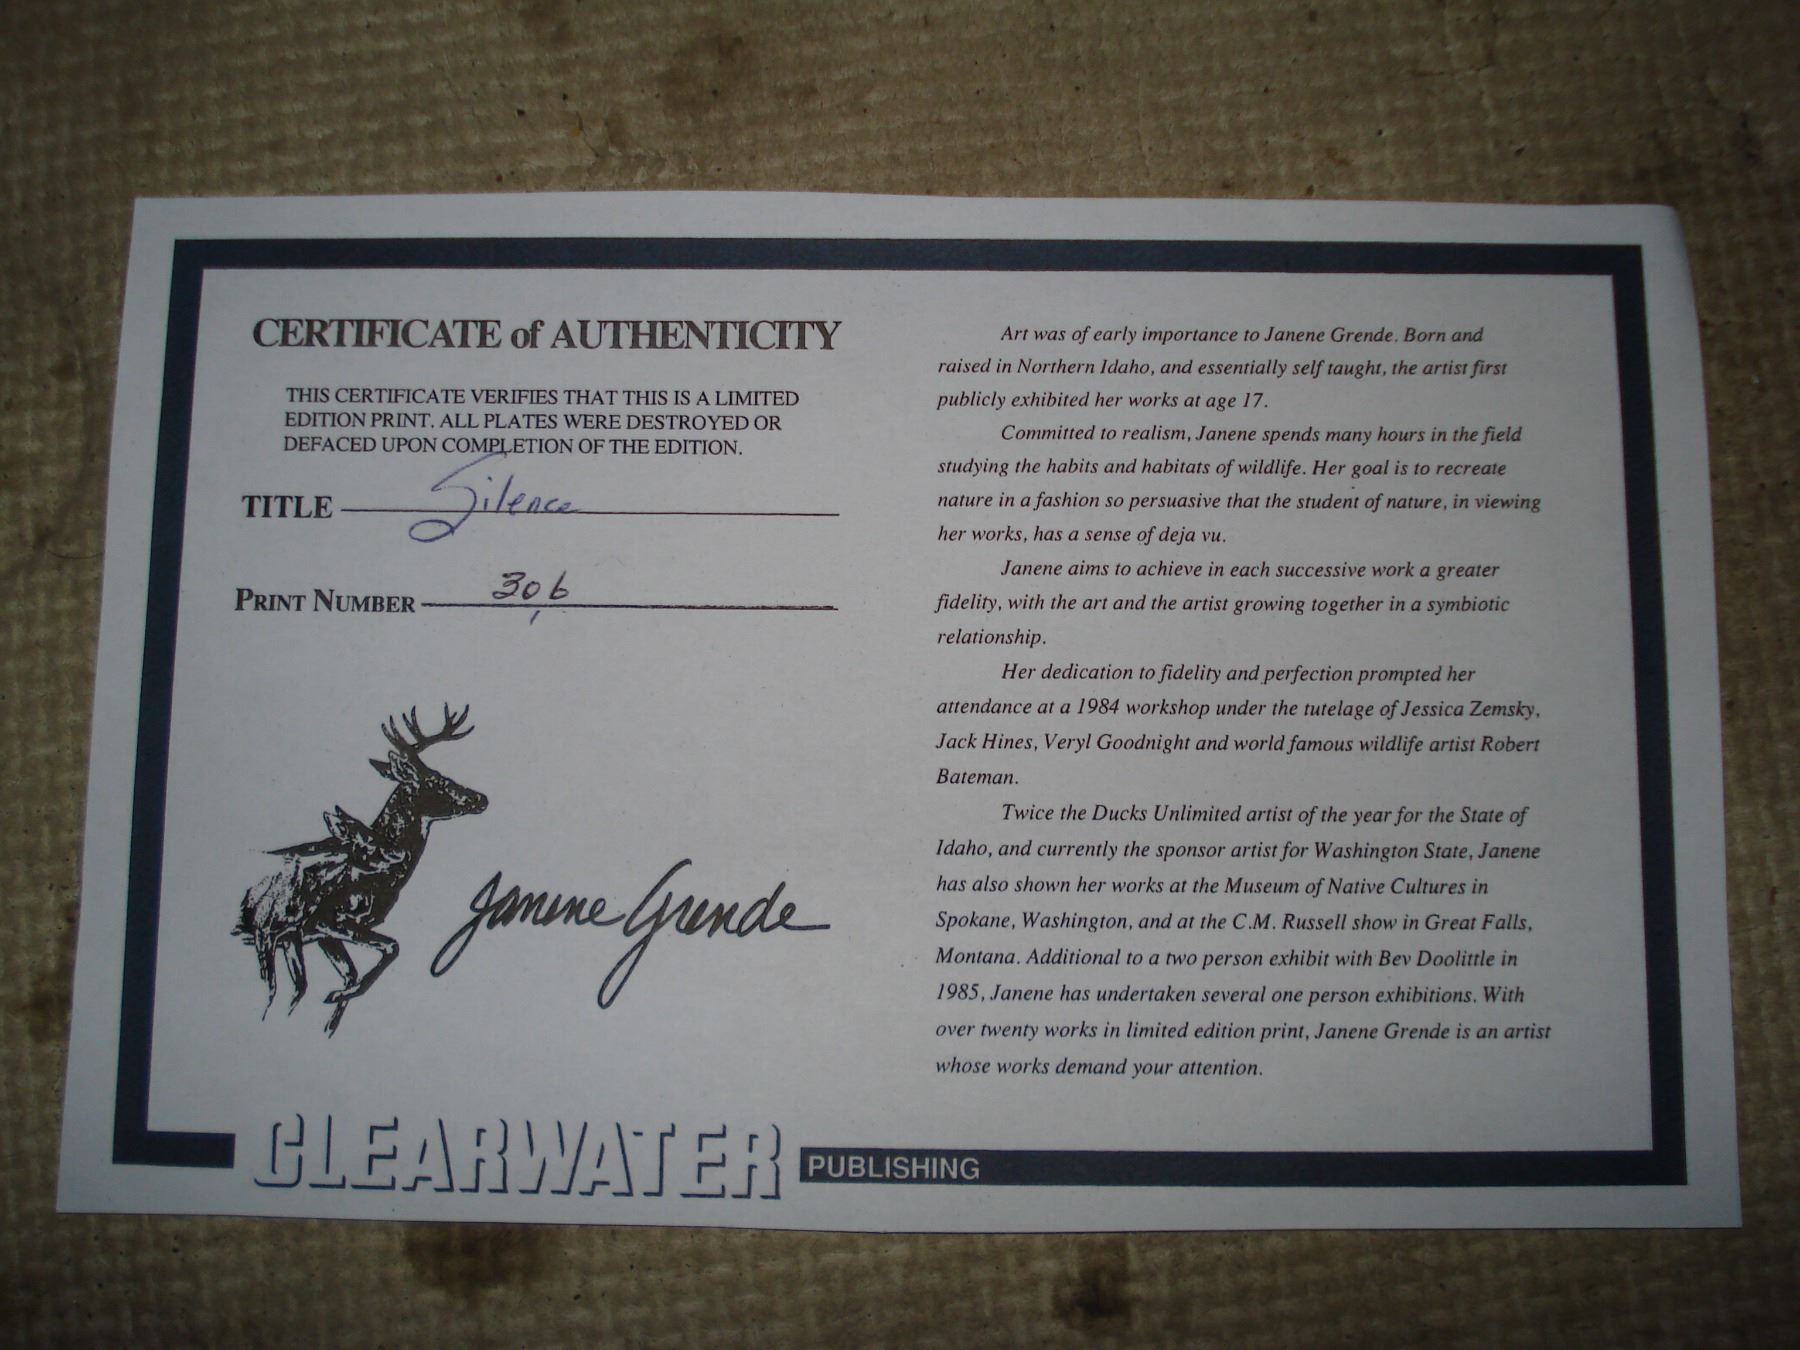 CERTIFICATE of AUTHENTICITY
THIS CERTIFICATE VERIFIES THAT THIS IS A LIMITED
EDITION PRINT. ALL PLATES WERE DESTROYED OR
DEFACED UPON COMPLETION OF THE EDITION.
TITLE Silence
PRINT NUMBER 306
Janene Grende
Art was of early importance to Janene Grende. Born and
raised in Northern Idaho, and essentially self taught, the artist first
publicly exhibited her works at age 17.
Committed to realism, Janene spends many hours in the field
studying the habits and habitats of wildlife. Her goal is to recreate
nature in a fashion so persuasive that the student of nature, in viewing
her works, has a sense of deja vu.
Janene aims to achieve in each successive work a greater
fidelity, with the art and the artist growing together in a symbiotic
relationship.
Her dedication to fidelity and perfection prompted her
attendance at a 1984 workshop under the tutelage of Jessica Zemsky,
Jack Hines, Veryl Goodnight and world famous wildlife artist Robert
Bateman.
Twice the Ducks Unlimited artist of the year for the State of
Idaho, and currently the sponsor artist for Washington State, Janene
has also shown her works at the Museum of Native Cultures in
Spokane, Washington, and at the C.M. Russell show in Great Falls,
Montana. Additional to a two person exhibit with Bev Doolittle in
1985, Janene has undertaken several one person exhibitions. With
over twenty works in limited edition print, Janene Grende is an artist
whose works demand your attention.
CLEARWATER PUBLISHING